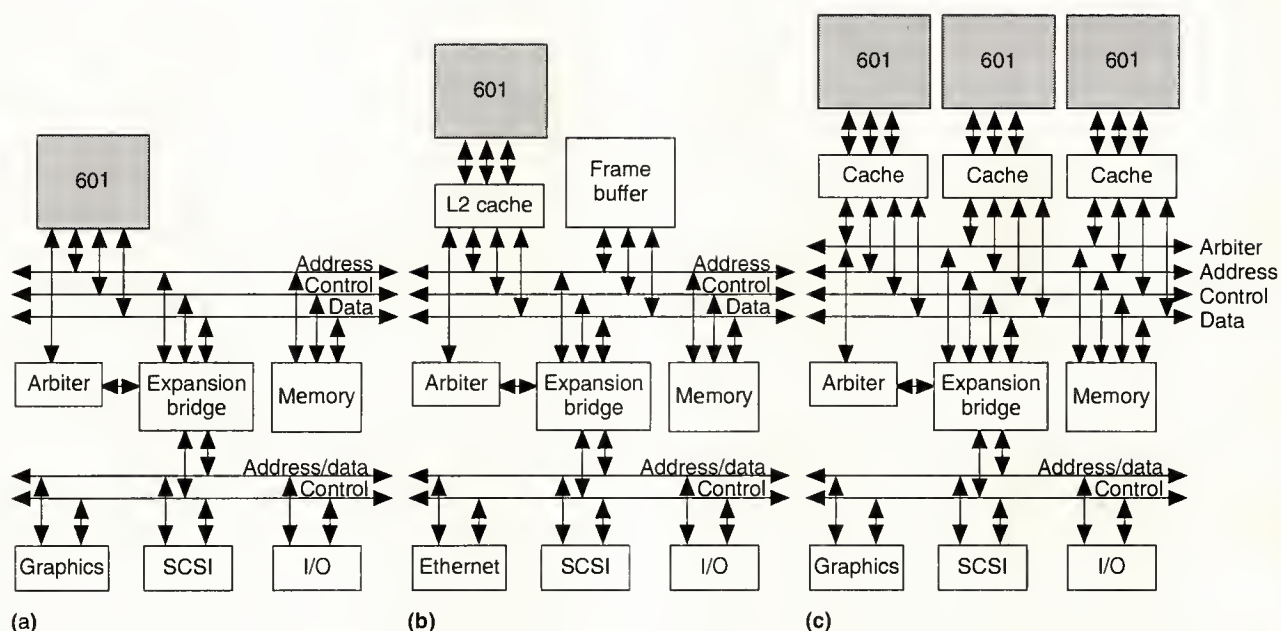 601
Address
Control
Data
Arbiter
Expansion
bridge
Memory
Address/data
Control
Graphics
SCSI
I/O
(a)
601
L2 cache
Frame
buffer
Address
Control
Data
Arbiter
Expansion
bridge
Memory
Address/data
Control
Ethernet
SCSI
I/O
(b)
601
601
601
Cache
Cache
Cache
Arbiter
Address
Control
Data
Arbiter
Expansion
bridge
Memory
Address/data
Control
Graphics
SCSI
I/O
(c)